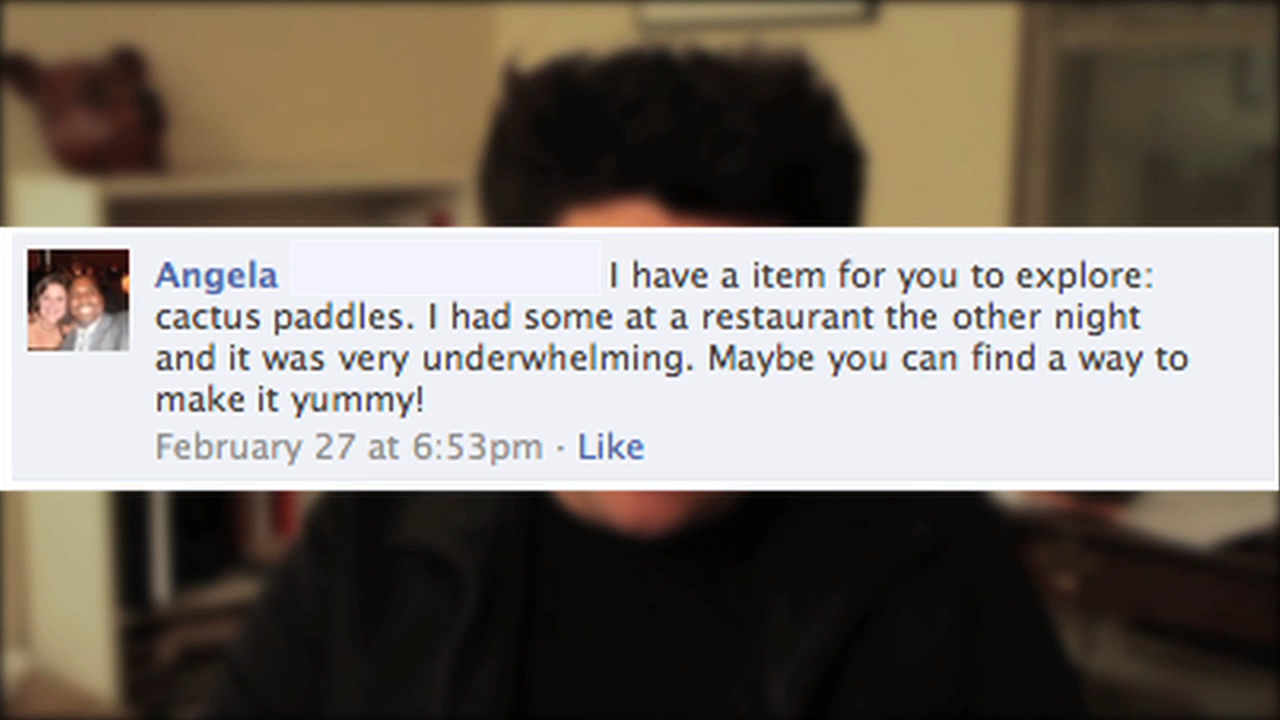 Angela I have a item for you to explore:
cactus paddles. I had some at a restaurant the other night
and it was very underwhelming. Maybe you can find a way to
make it yummy!
February 27 at 6:53pm · Like